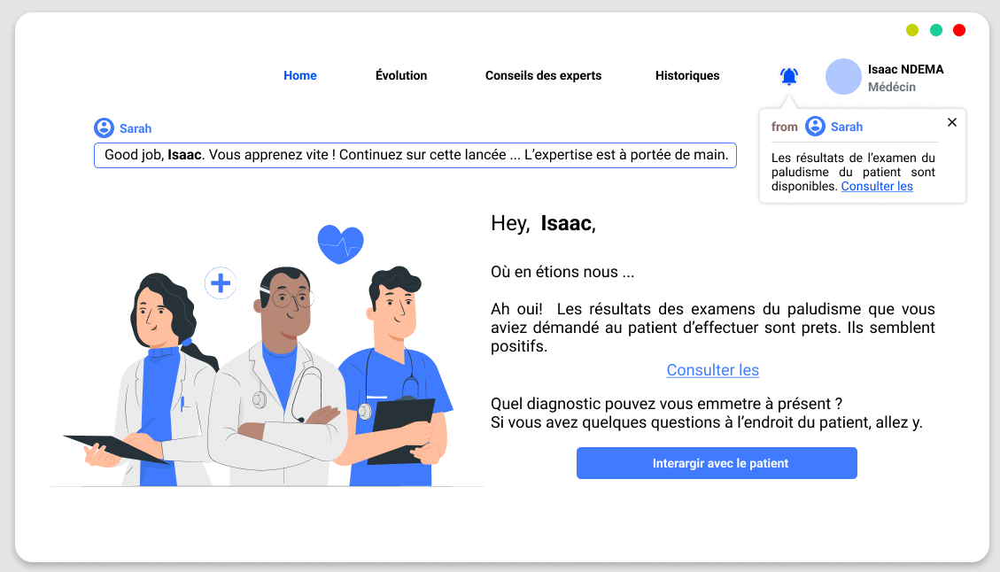 Home
Évolution
Conseils des experts
Historiques
Isaac NDEMA
Médécin
Sarah
Good job, Isaac. Vous apprenez vite ! Continuez sur cette lancée ... L’expertise est à portée de main.
from Sarah
Les résultats de l’examen du
paludisme du patient sont
disponibles. Consulter les
Hey, Isaac,
Où en étions nous ...
Ah oui! Les résultats des examens du paludisme que vous
aviez démandé au patient d’effectuer sont prets. Ils semblent
positifs.
Consulter les
Quel diagnostic pouvez vous emmetre à présent ?
Si vous avez quelques questions à l’endroit du patient, allez y.
Interargir avec le patient